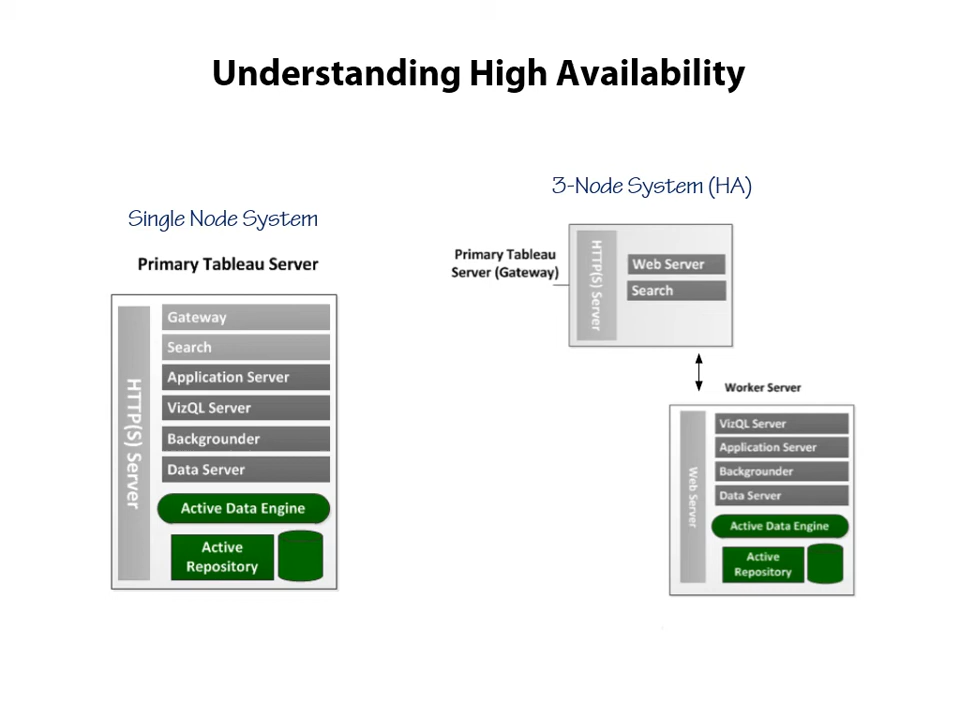 Understanding High Availability
Single Node System
Primary Tableau Server
HTTP(S) Server
Gateway
Search
Application Server
VizQL Server
Backgrounder
Data Server
Active Data Engine
Active
Repository
3-Node System (HA)
Primary Tableau
Server (Gateway)
HTTP(S) Server
Web Server
Search
Worker Server
Web Server
VizQL Server
Application Server
Backgrounder
Data Server
Active Data Engine
Active
Repository